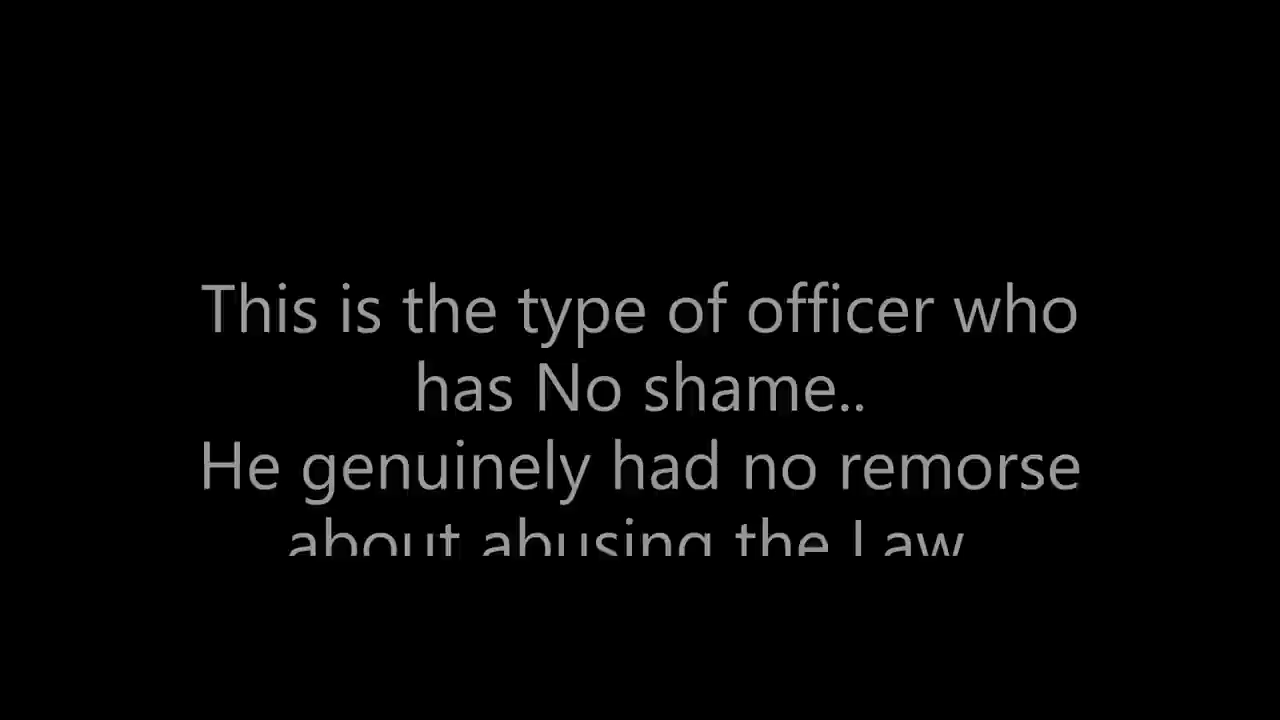 This is the type of officer who
has No shame..
He genuinely had no remorse
about abusing the Law